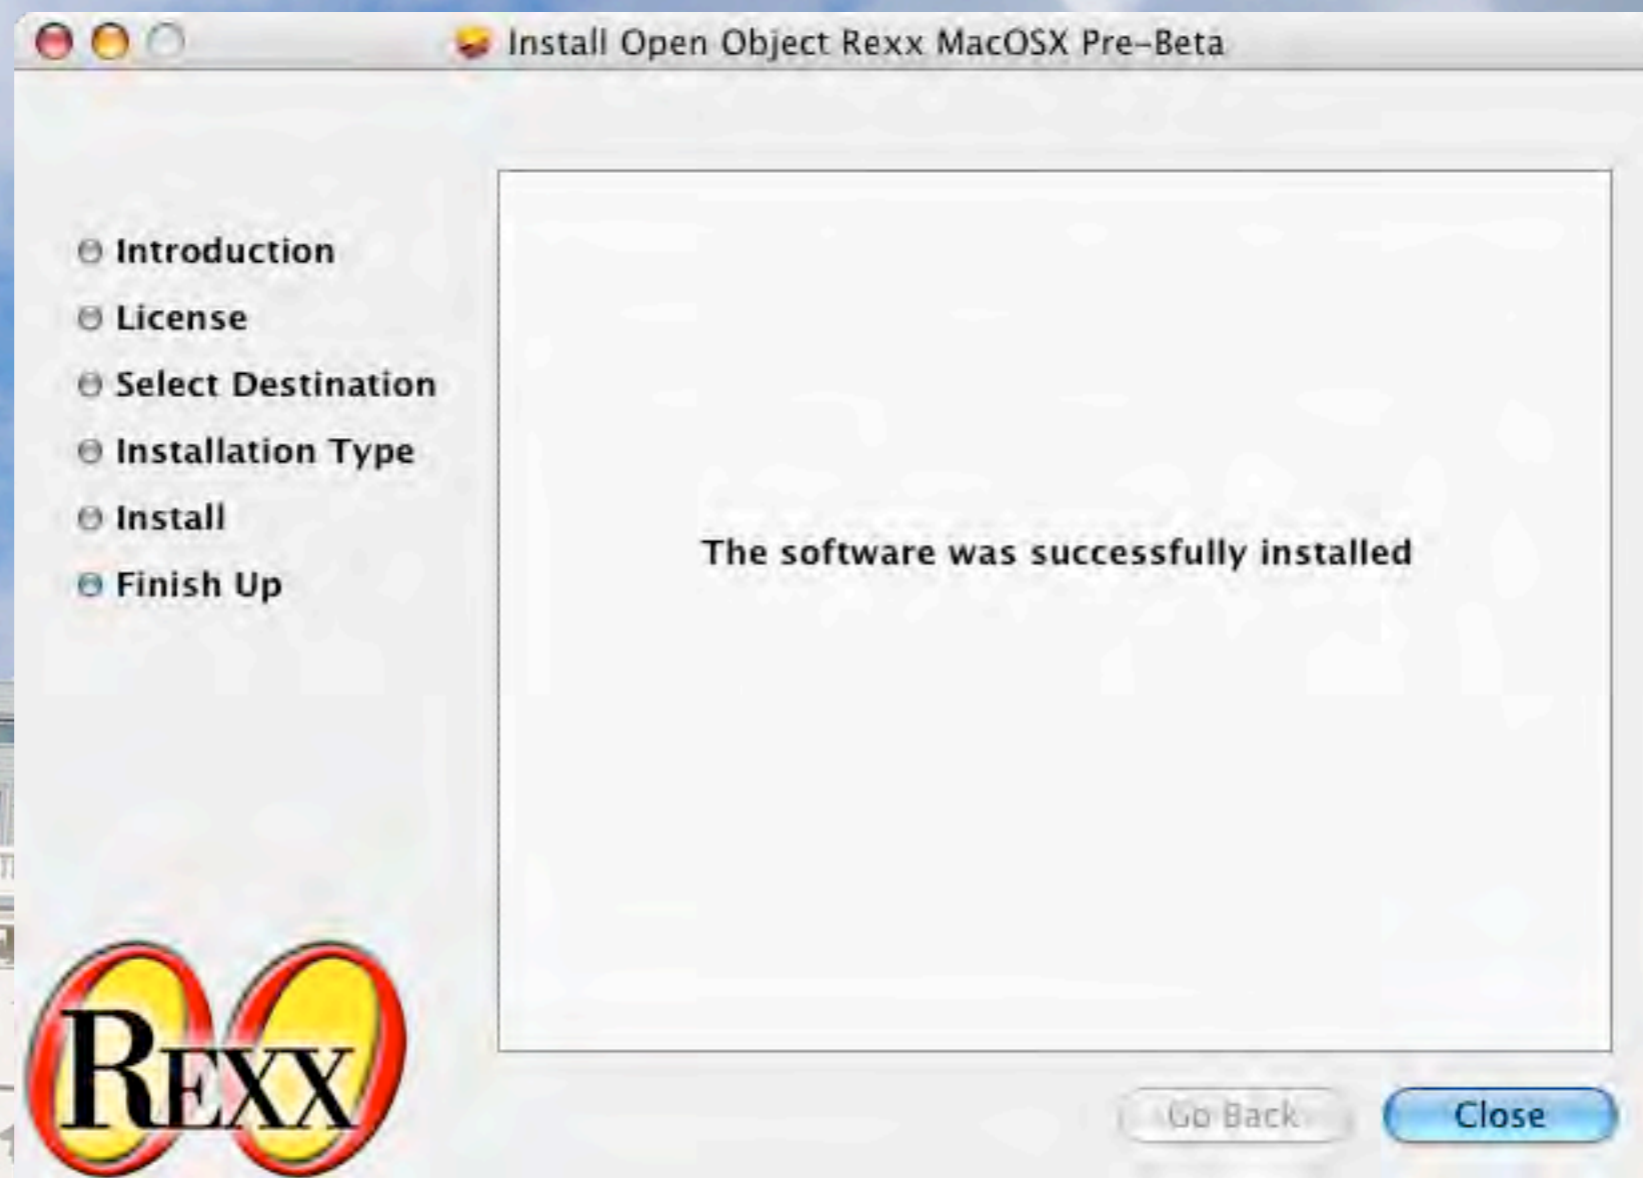 Install Open Object Rexx MacOSX Pre-Beta
Introduction
License
Select Destination
Installation Type
Install
Finish Up
The software was successfully installed
REXX
Go Back
Close